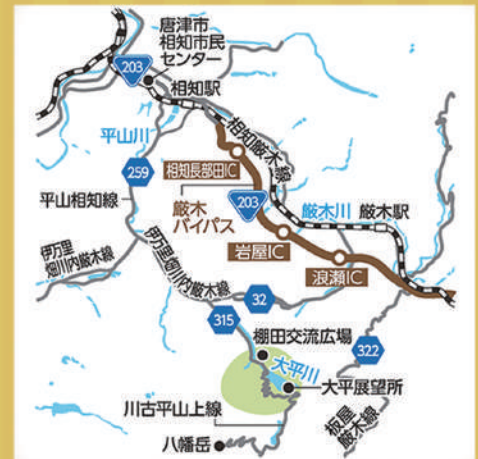 唐津市
相知市民
センター
203
相知駅
平山川
相知厳木線
259
相知長部田IC
平山相知線
厳木
バイパス
203
厳木川
厳木駅
伊万里
畑川内厳木線
伊万里
畑川内厳木線
岩屋IC
浪瀬IC
32
315
棚田交流広場
322
大平川
大平展望所
川古平山上線
板屋
厳木線
八幡岳